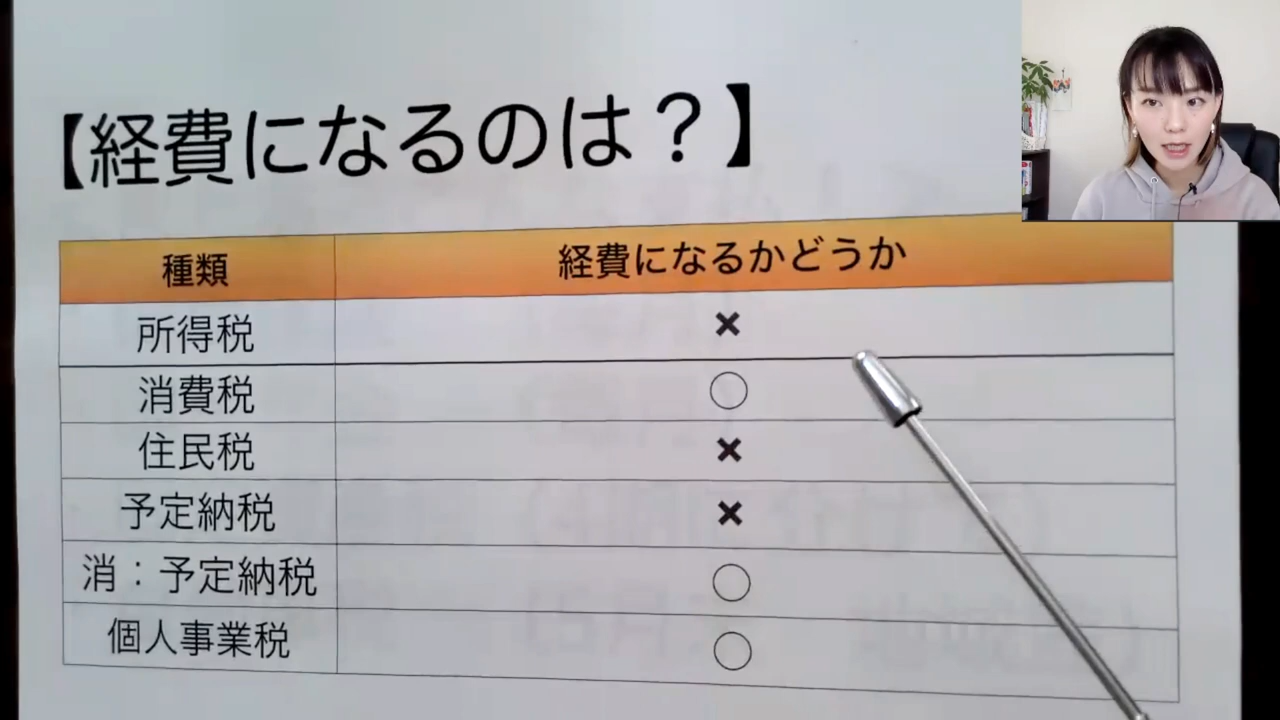 【経費になるのは？】
種類 経費になるかどうか
所得税 ×
消費税 ○
住民税 ×
予定納税 ×
消：予定納税 ○
個人事業税 ○